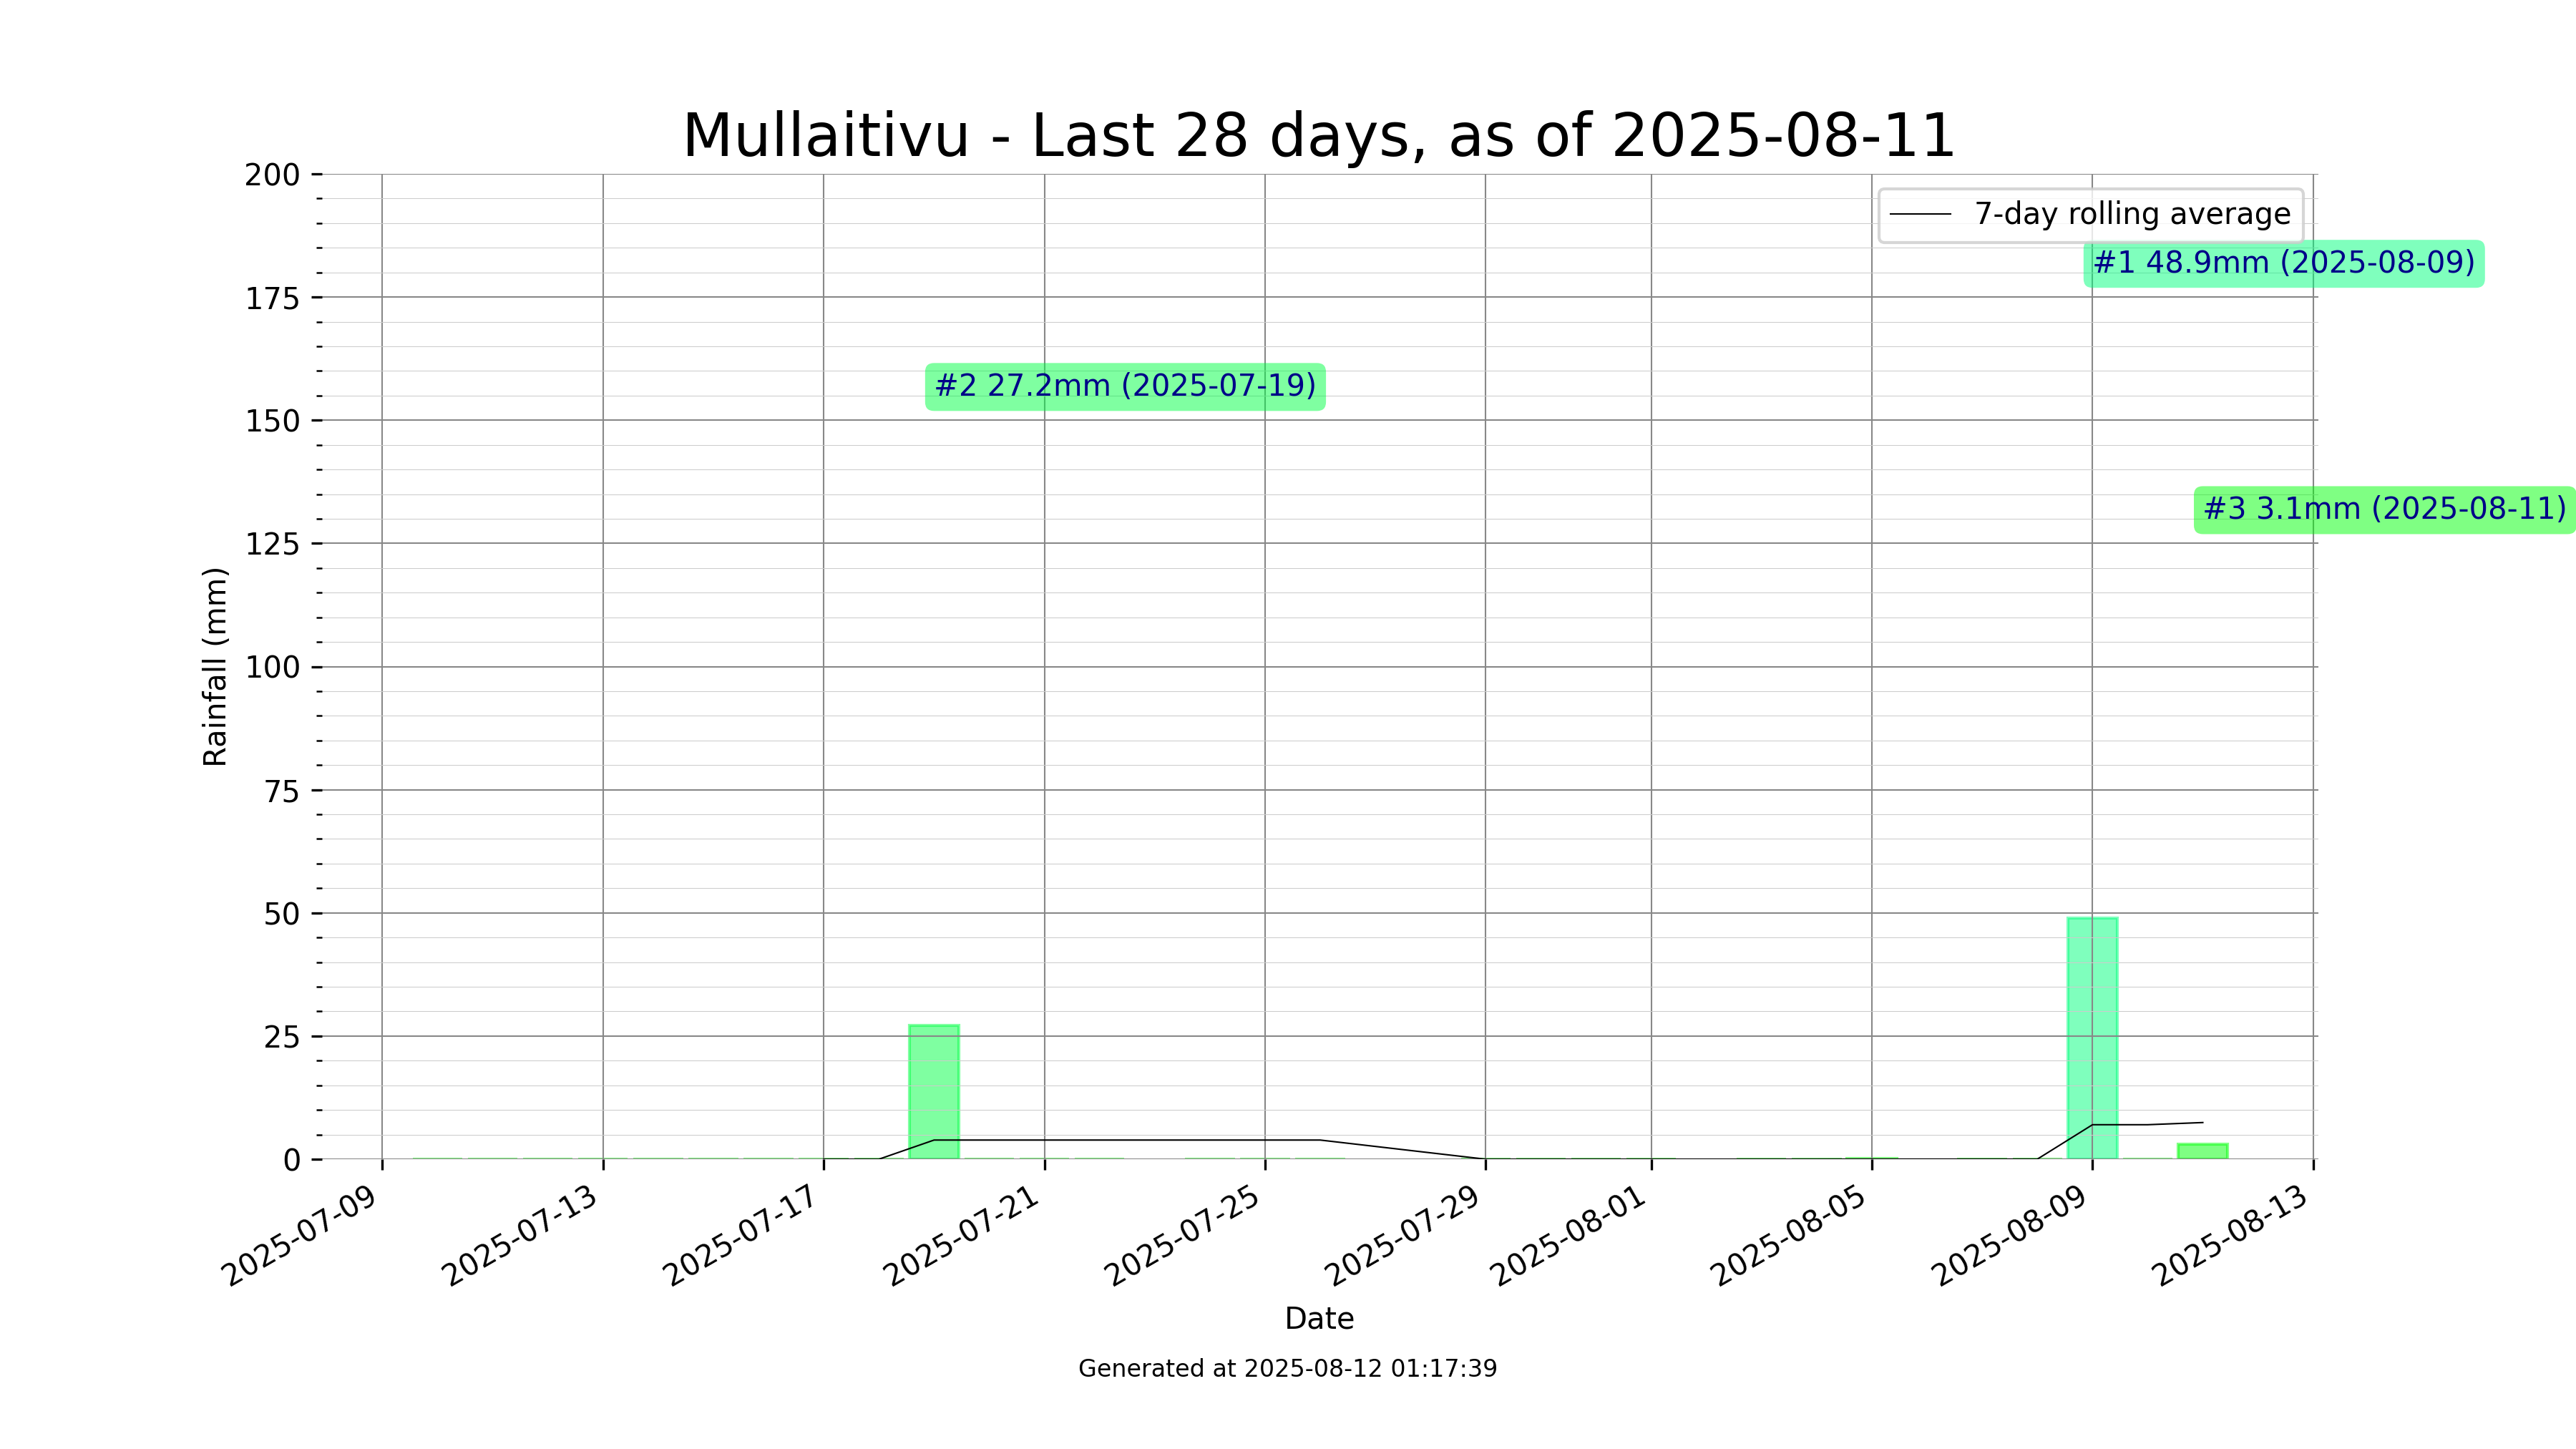 Mullaitivu - Last 28 days, as of 2025-08-11
200
175
150
125
100
75
50
25
0
Rainfall (mm)
7-day rolling average
#1 48.9mm (2025-08-09)
#2 27.2mm (2025-07-19)
#3 3.1mm (2025-08-11)
2025-07-09
2025-07-13
2025-07-17
2025-07-21
2025-07-25
2025-07-29
2025-08-01
2025-08-05
2025-08-09
2025-08-13
Date
Generated at 2025-08-12 01:17:39